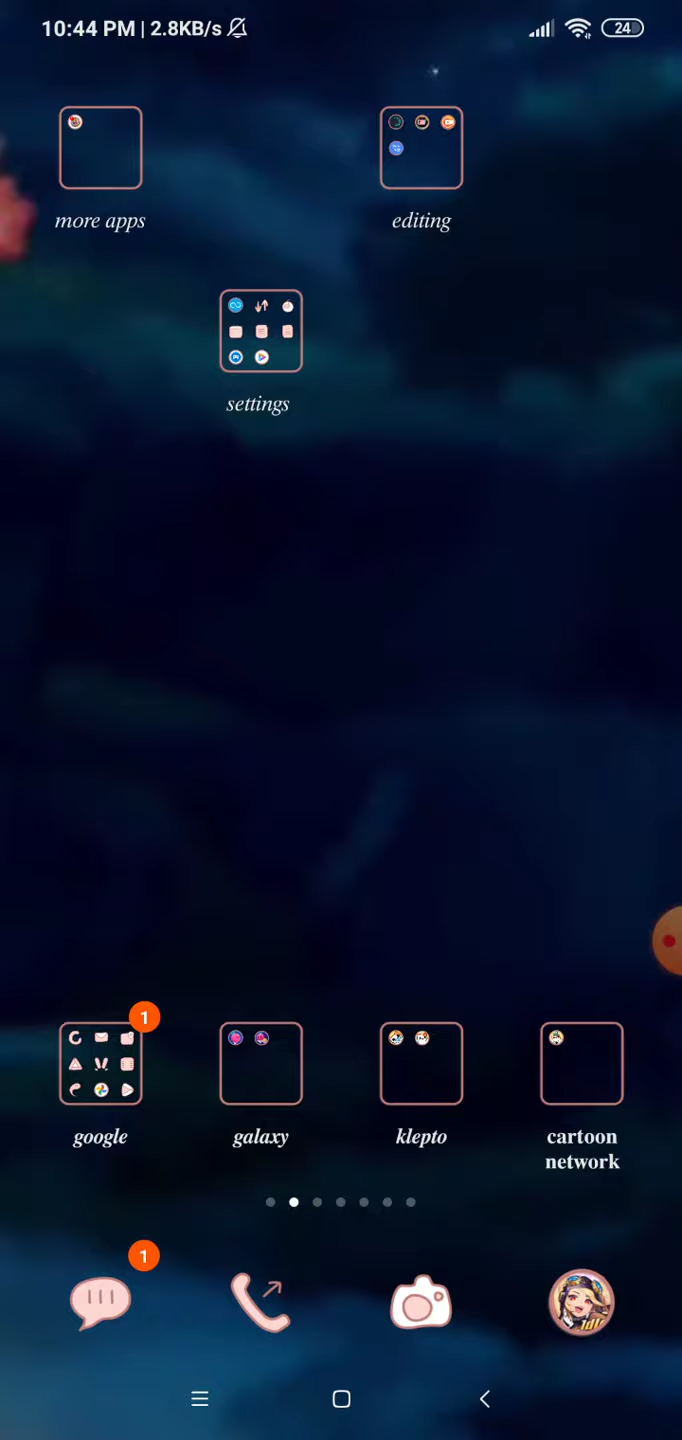 10:44 PM | 2.8KB/s 24
more apps editing
settings
1
google galaxy klepto cartoon network
1